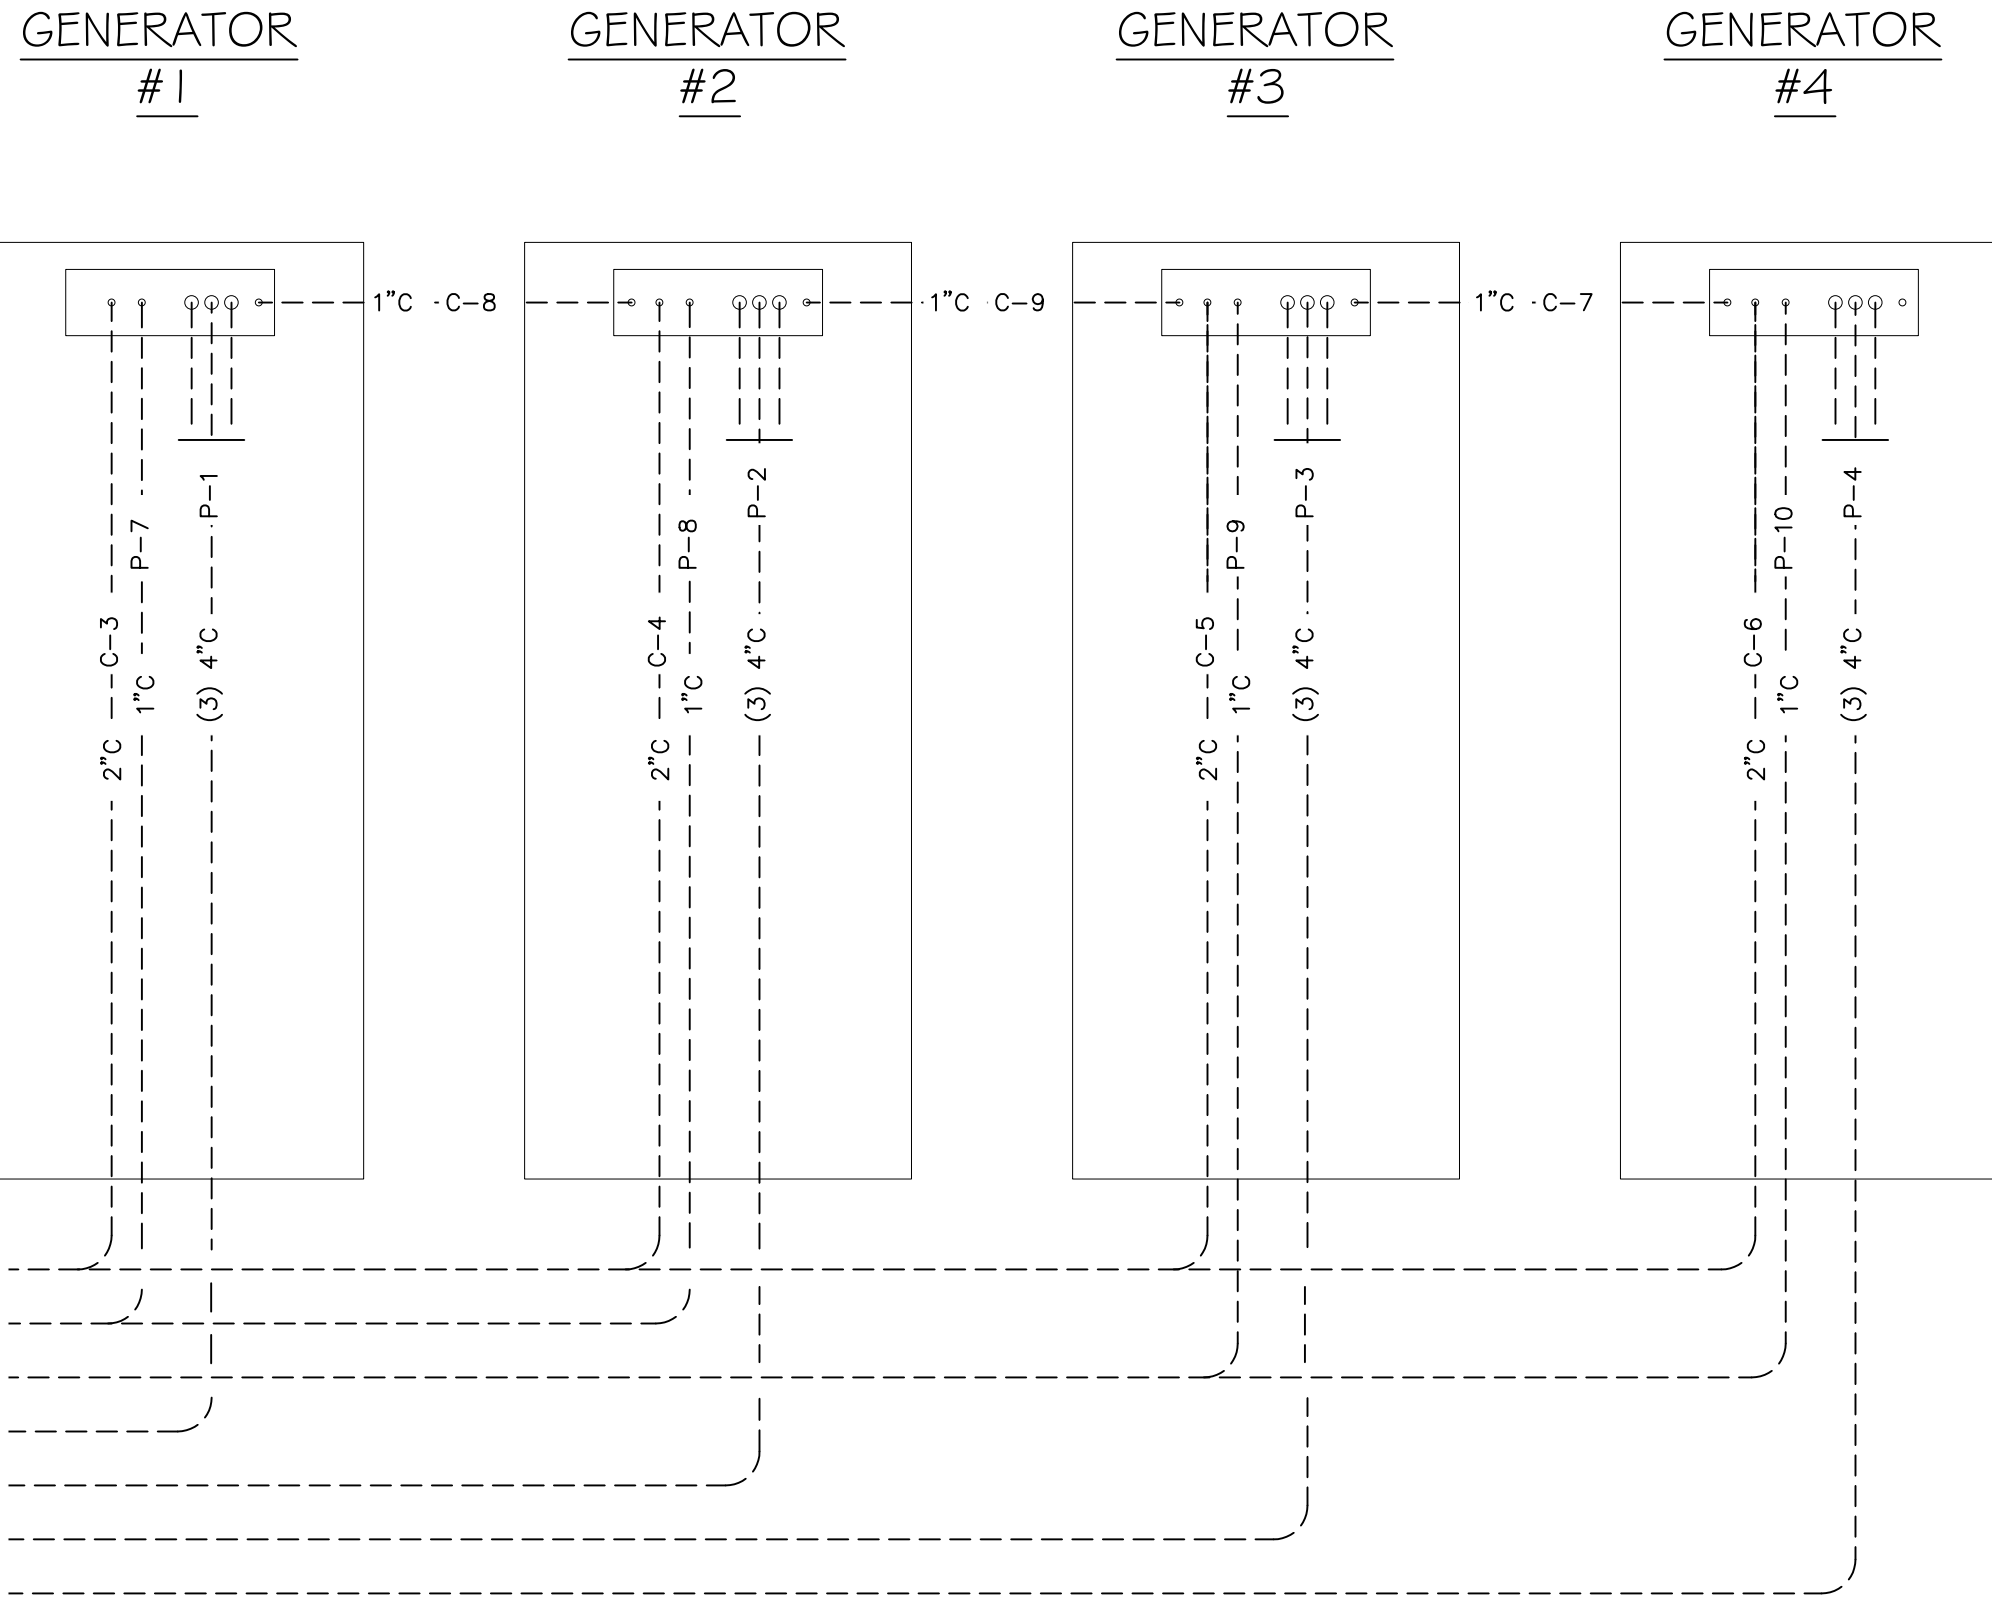 GENERATOR
#1
GENERATOR
#2
GENERATOR
#3
GENERATOR
#4
1"C C-8
1"C C-9
1"C C-7
2"C C-3
1"C P-7
(3) 4"C P-1
2"C C-4
1"C P-8
(3) 4"C P-2
2"C C-5
1"C P-9
(3) 4"C P-3
2"C C-6
1"C P-10
(3) 4"C P-4